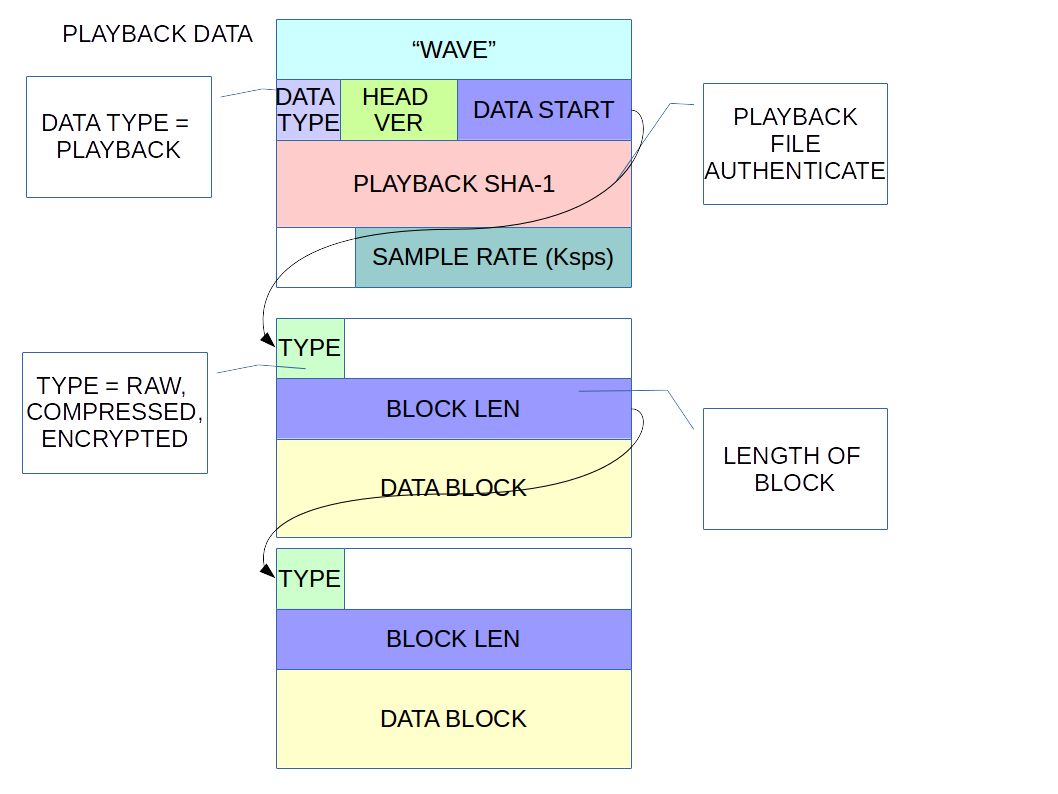 PLAYBACK DATA
“WAVE”
DATA TYPE =
PLAYBACK
DATA
TYPE
HEAD
VER
DATA START
PLAYBACK
FILE
AUTHENTICATE
PLAYBACK SHA-1
SAMPLE RATE (Ksps)
TYPE
TYPE = RAW,
COMPRESSED,
ENCRYPTED
BLOCK LEN
LENGTH OF
BLOCK
DATA BLOCK
TYPE
BLOCK LEN
DATA BLOCK